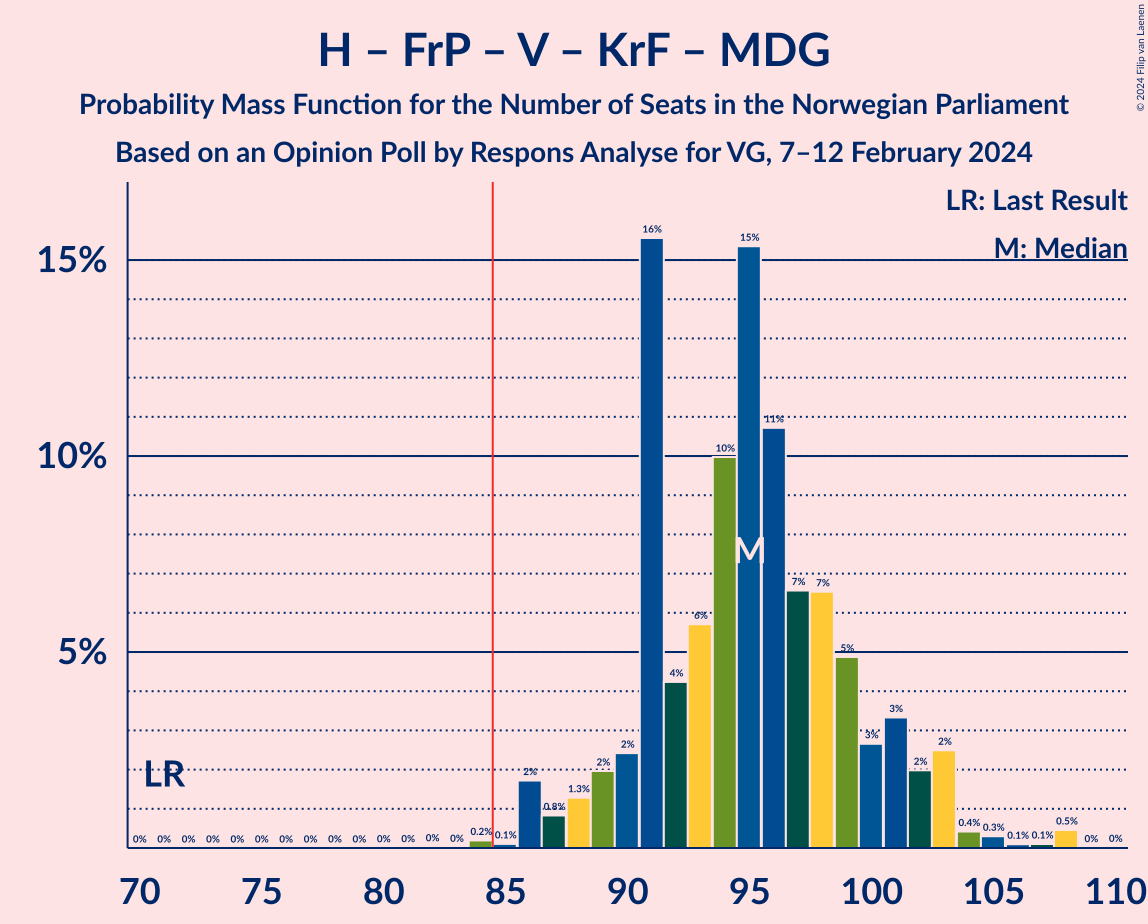 H – FrP – V – KrF – MDG
Probability Mass Function for the Number of Seats in the Norwegian Parliament
Based on an Opinion Poll by Respons Analyse for VG, 7–12 February 2024
© 2024 Filip van Laenen
LR: Last Result
M: Median
15%
10%
5%
LR
M
0% 0% 0% 0% 0% 0% 0% 0% 0% 0% 0% 0% 0% 0% 0.2% 0.1% 2% 0.8% 1.3% 2% 2% 16% 4% 6% 10% 15% 11% 7% 7% 5% 3% 3% 2% 2% 0.4% 0.3% 0.1% 0.1% 0.5% 0% 0%
70 75 80 85 90 95 100 105 110